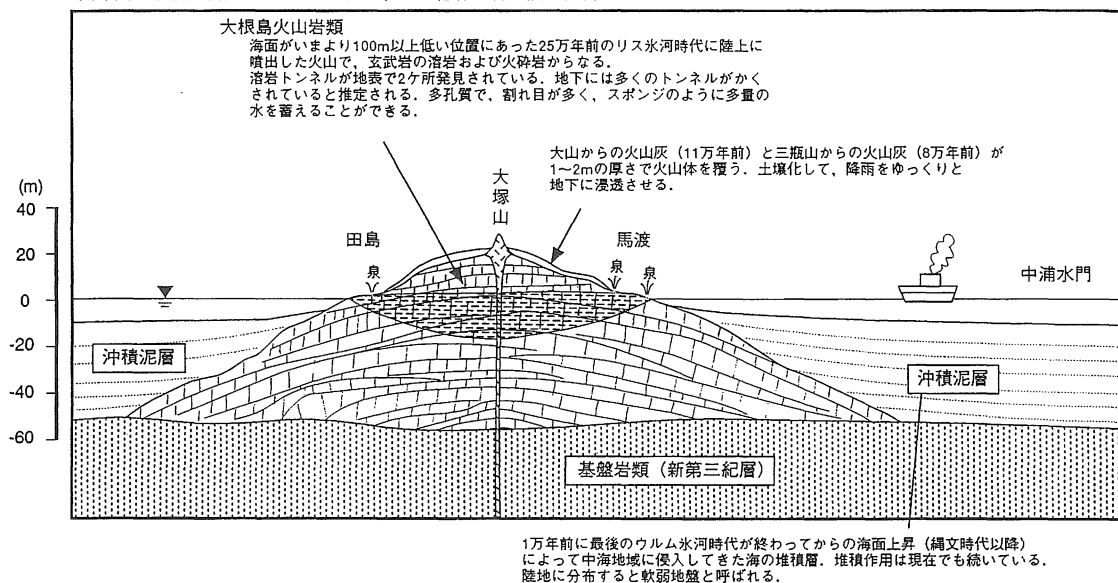 大根島火山岩類
海面がいまより100m以上低い位置にあった25万年前のリス氷河時代に陸上に
噴出した火山で，玄武岩の溶岩および火砕岩からなる．
溶岩トンネルが地表で2ケ所発見されている．地下には多くのトンネルがかく
されていると推定される．多孔質で，割れ目が多く，スポンジのように多量の
水を蓄えることができる．
大山からの火山灰（11万年前）と三瓶山からの火山灰（8万年前）が
1〜2mの厚さで火山体を覆う．土壌化して，降雨をゆっくりと
地下に浸透させる．
(m)
40
20
0
-20
-40
-60
大塚山
田島
馬渡
泉
泉
泉
中浦水門
沖積泥層
沖積泥層
基盤岩類（新第三紀層）
1万年前に最後のウルム氷河時代が終わってからの海面上昇（縄文時代以降）
によって中海地域に侵入してきた海の堆積層．堆積作用は現在でも続いている．
陸地に分布すると軟弱地盤と呼ばれる．